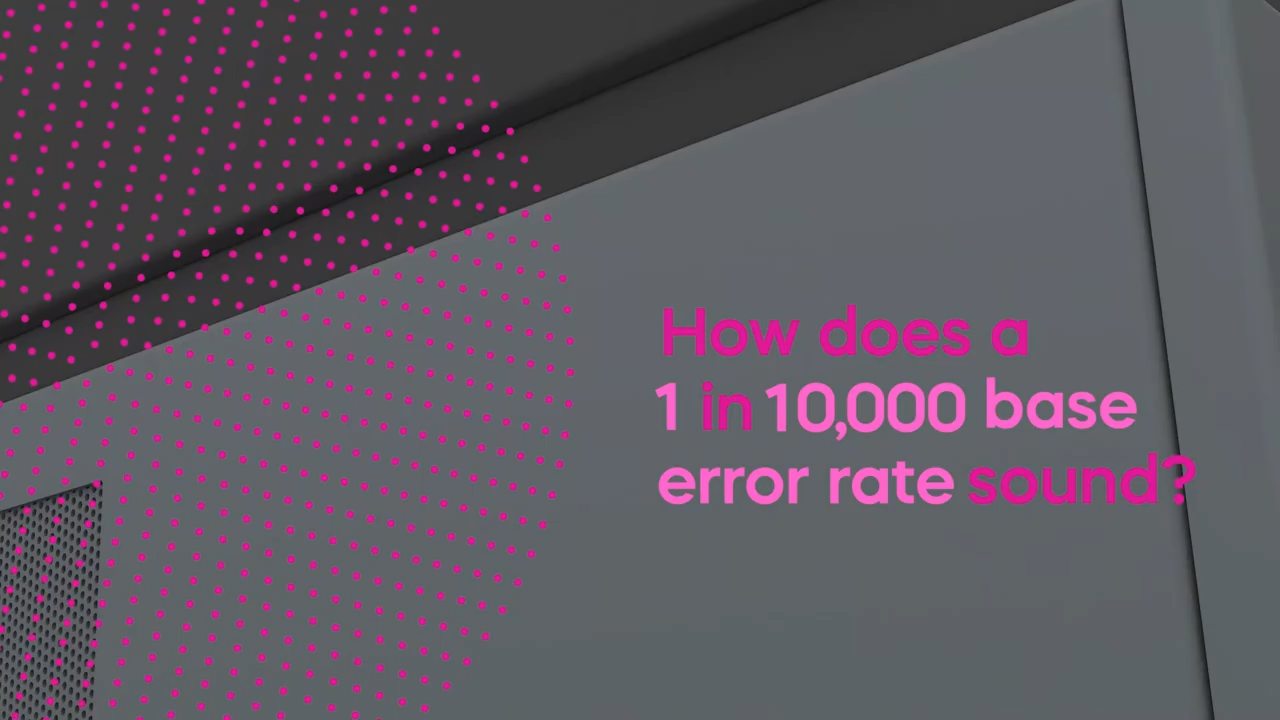 How does a
1 in 10,000 base
error rate sound?